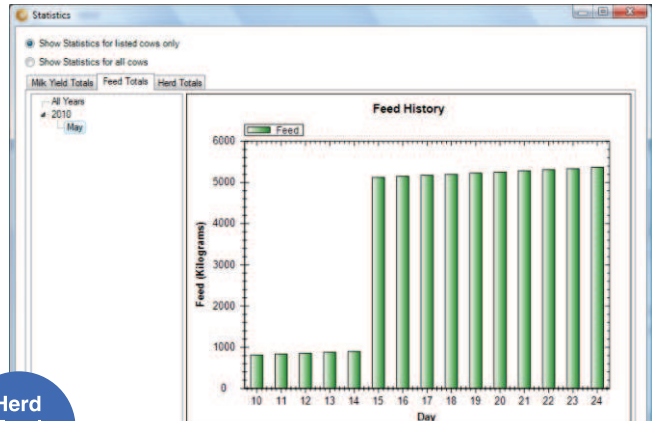 Statistics
Show Statistics for listed cows only
Show Statistics for all cows
Milk Yield Totals Feed Totals Herd Totals
All Years
2010
May
Feed History
Feed
6000
5000
4000
3000
2000
1000
0
Feed (Kilograms)
10 11 12 13 14 15 16 17 18 19 20 21 22 23 24
Day
Herd